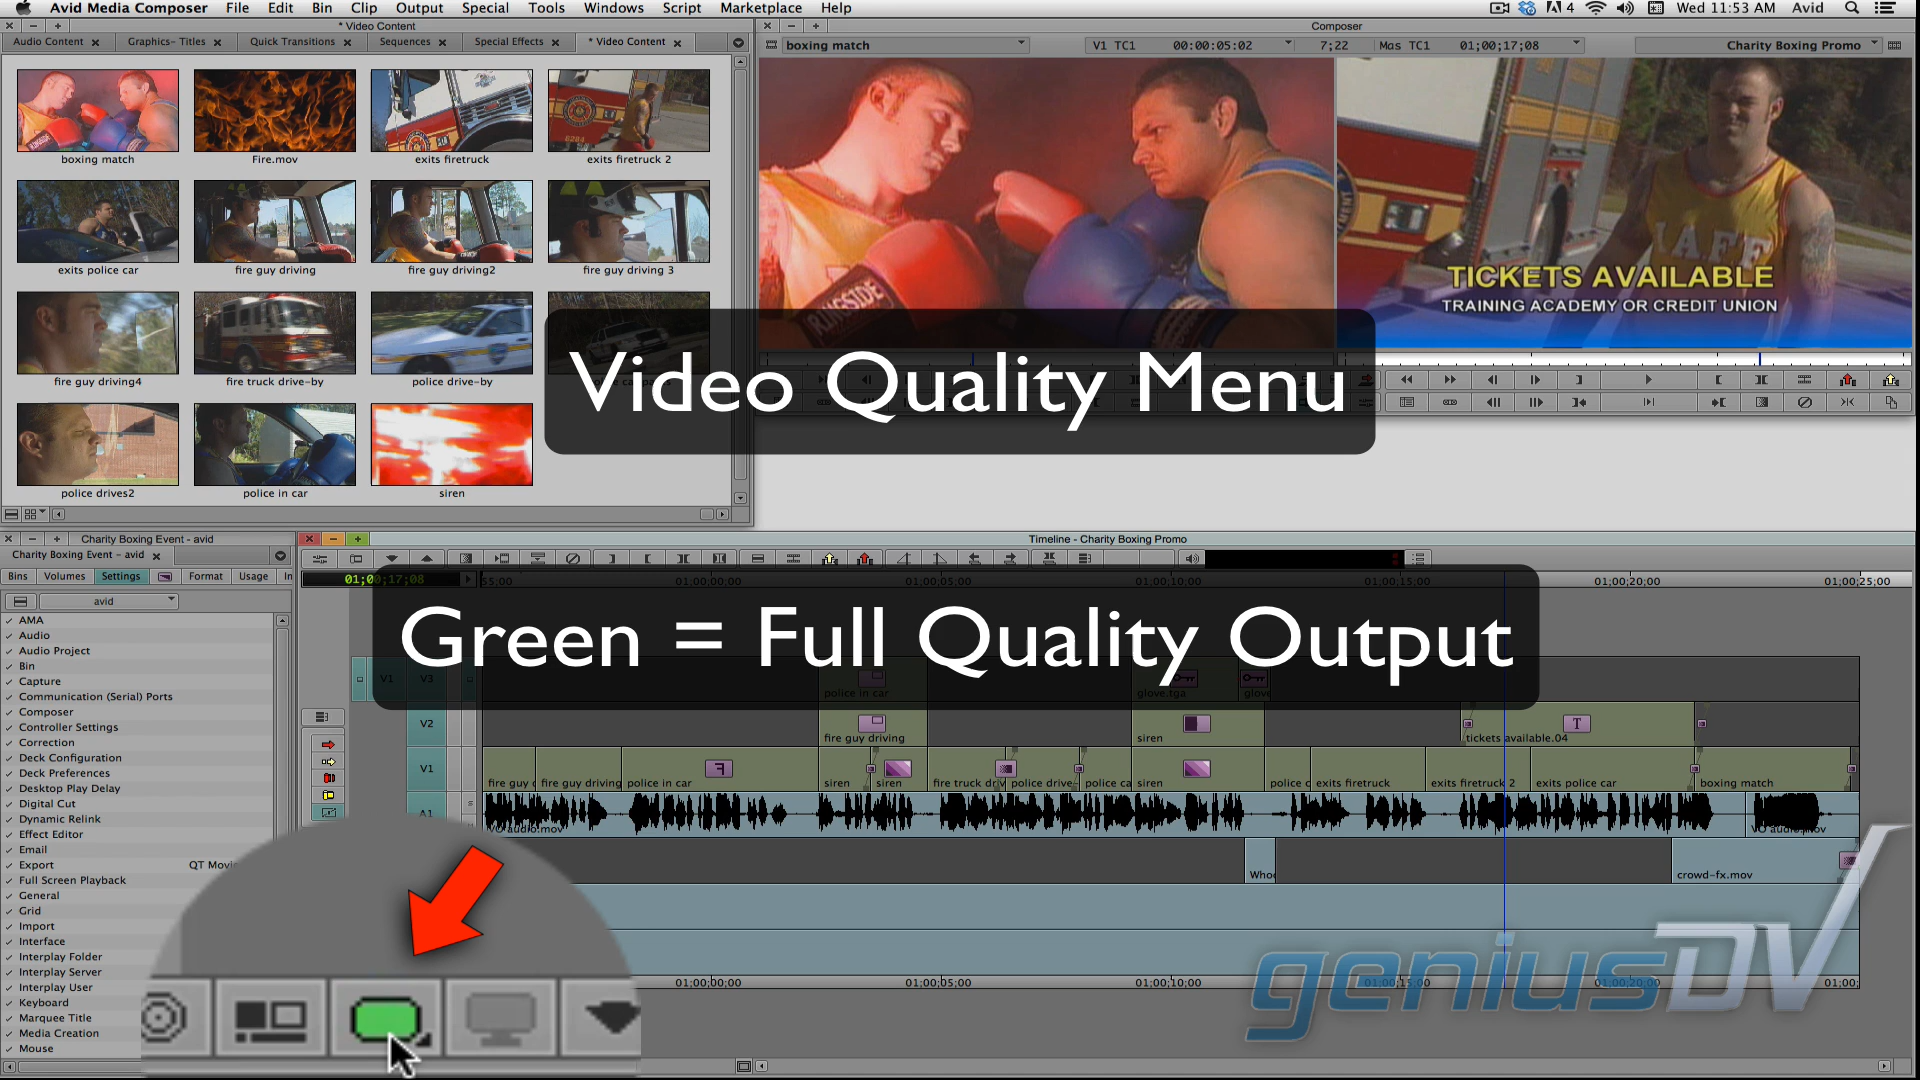 Avid Media Composer File Edit Bin Clip Output Special Tools Windows Script Marketplace Help 4 Wed 11:53 AM Avid
* Video Content
Audio Content Graphics- Titles Quick Transitions Sequences Special Effects * Video Content
boxing match Fire.mov exits firetruck exits firetruck 2
exits police car fire guy driving fire guy driving2 fire guy driving 3
fire guy driving4 fire truck drive-by police drive-by
police drives2 police in car siren
Composer
boxing match V1 TC1 00:00:05:02 7;22 Mas TC1 01;00;17;08 Charity Boxing Promo
RINGSIDE
IAFF
TICKETS AVAILABLE
TRAINING ACADEMY OR CREDIT UNION
Video Quality Menu
Green = Full Quality Output
Charity Boxing Event - avid
Charity Boxing Event - avid
Bins Volumes Settings Format Usage In
avid
AMA
Audio
Audio Project
Bin
Capture
Communication (Serial) Ports
Composer
Controller Settings
Correction
Deck Configuration
Deck Preferences
Desktop Play Delay
Digital Cut
Dynamic Relink
Effect Editor
Email
Export QT Movi
Full Screen Playback
General
Grid
Import
Interface
Interplay Folder
Interplay Server
Interplay User
Keyboard
Marquee Title
Media Creation
Mouse
Timeline - Charity Boxing Promo
01;00;17;08 55;00 01;00;00;00 01;00;05;00 01;00;10;00 01;00;15;00 01;00;20;00 01;00;25;00
V1 V3 police in car glove.tga glove
V2 fire guy driving siren T tickets available.04
V1 fire guy d fire guy driving police in car siren siren fire truck driv police drive- police ca siren police c exits firetruck exits firetruck 2 exits police car boxing match
A1 VO audio.mov VO audio.mov
Whoo crowd-fx.mov
01;00;00;00 01;00;05;00 01;00;10;00 01;00;15;00 01;00;20;00 01;00;
geniusDV